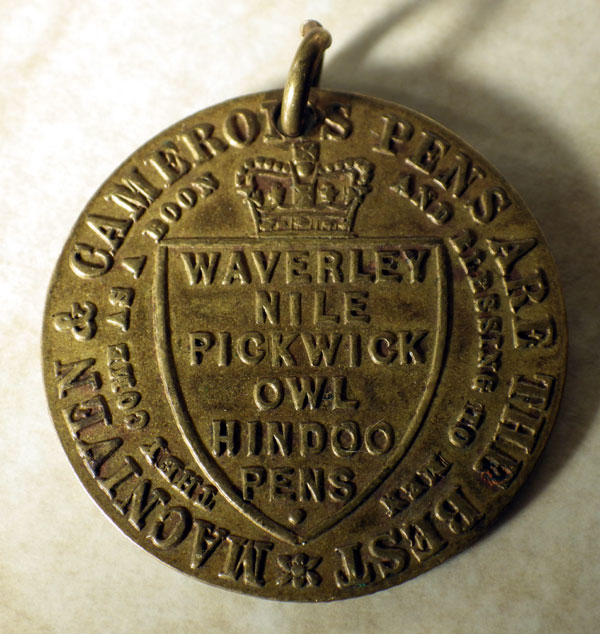 MACNIVEN & CAMERON'S PENS ARE THE BEST
"THEY COME AS A BOON AND BLESSING TO MEN
WAVERLEY
NILE
PICKWICK
OWL
HINDOO
PENS